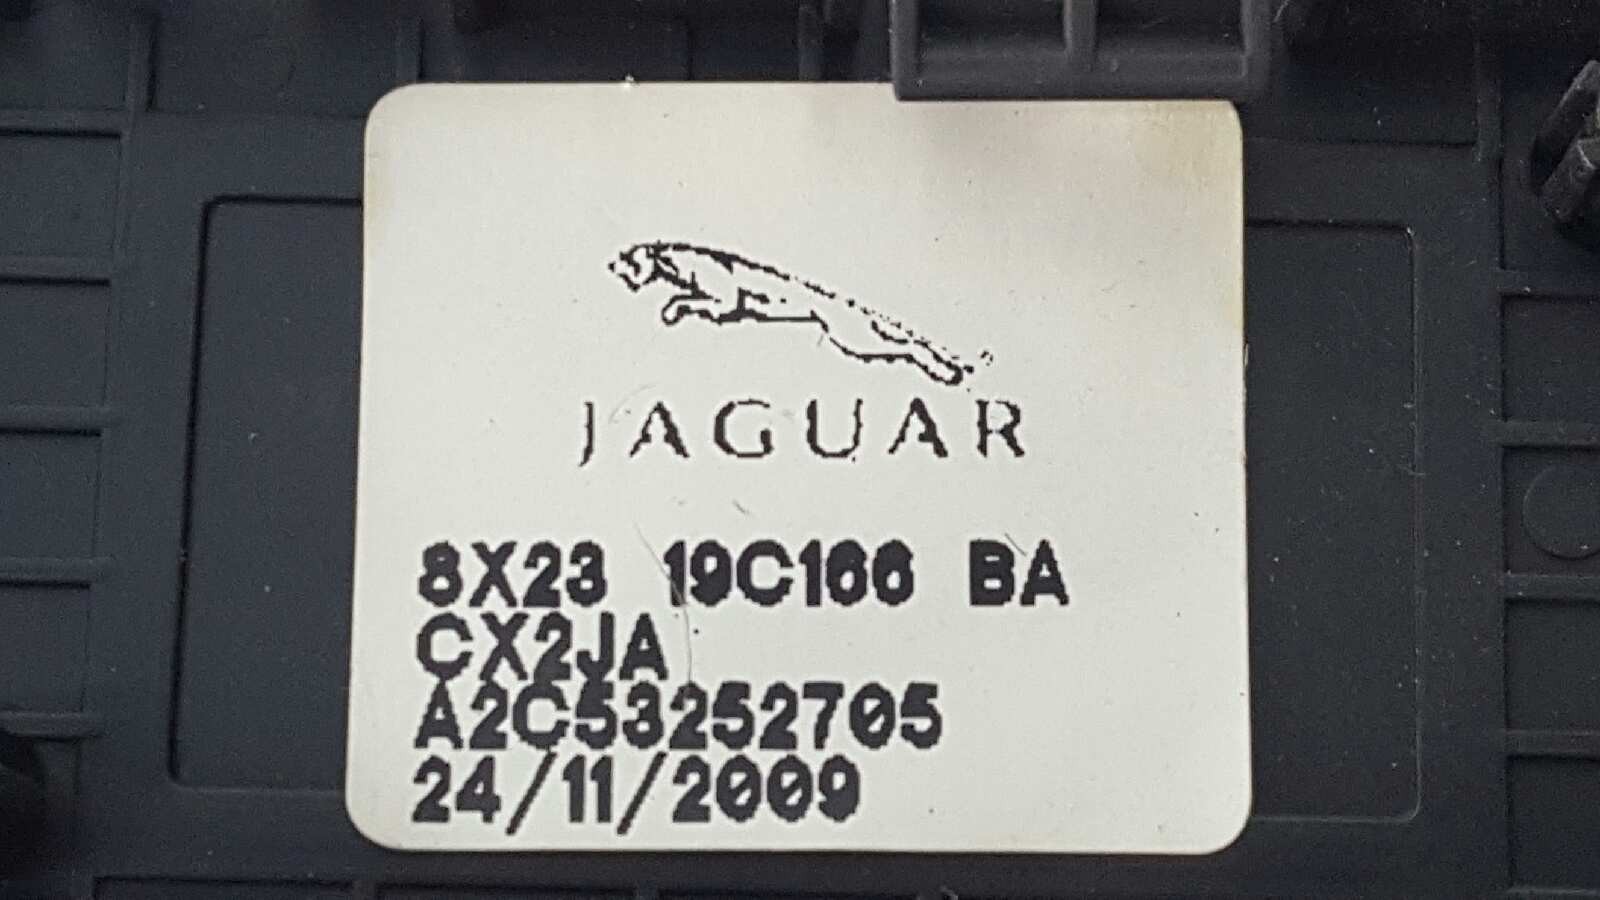 JAGUAR
8X23 19C166 BA
CX2JA
A2C53252705
24/11/2009